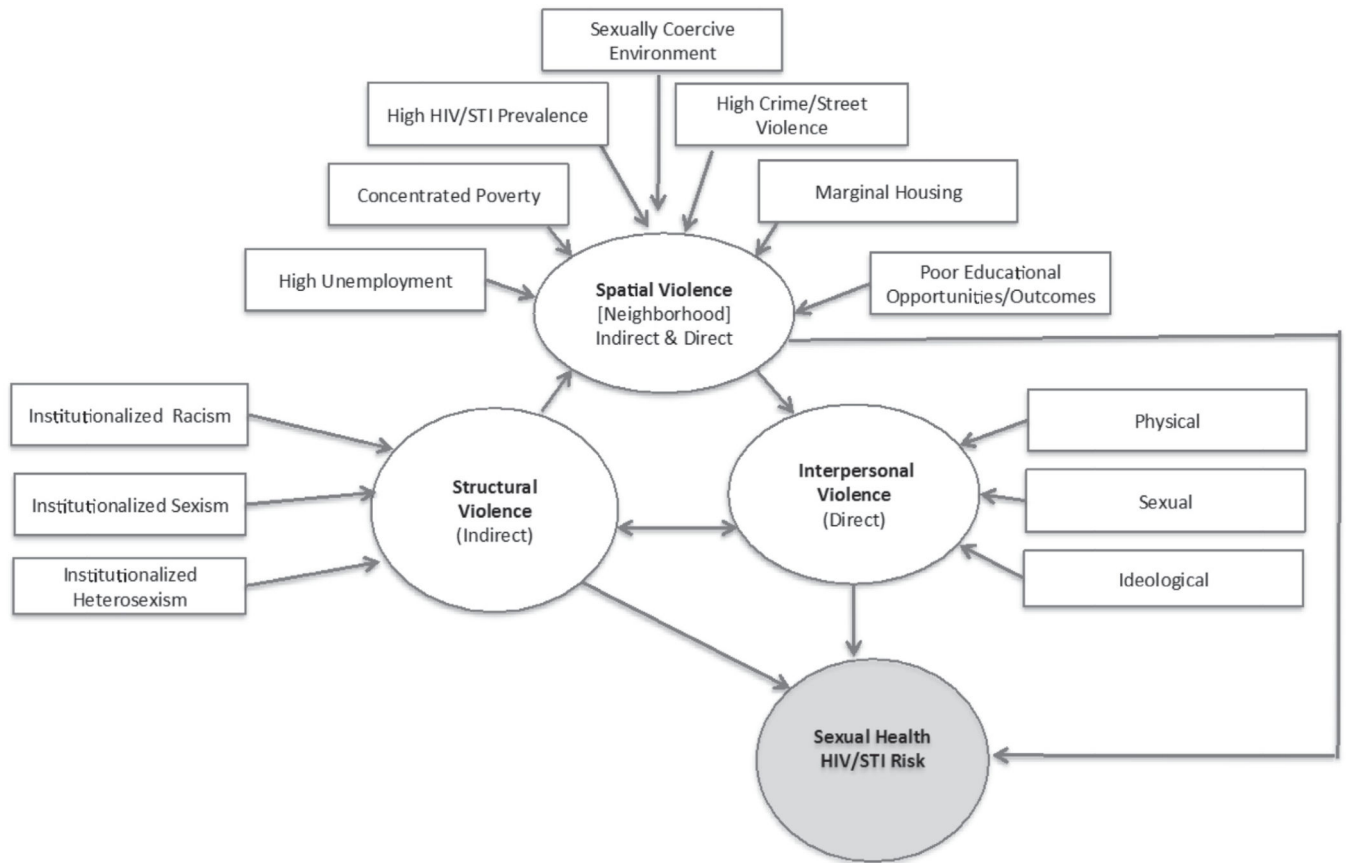 Sexually Coercive
Environment
High HIV/STI Prevalence
High Crime/Street
Violence
Concentrated Poverty
Marginal Housing
High Unemployment
Spatial Violence
[Neighborhood]
Indirect & Direct
Poor Educational
Opportunities/Outcomes
Institutionalized Racism
Institutionalized Sexism
Institutionalized
Heterosexism
Structural
Violence
(Indirect)
Interpersonal
Violence
(Direct)
Physical
Sexual
Ideological
Sexual Health
HIV/STI Risk